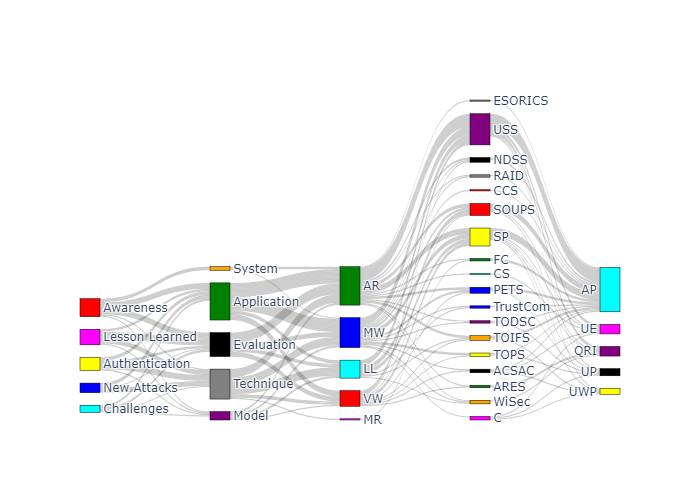 Awareness
Lesson Learned
Authentication
New Attacks
Challenges
System
Application
Evaluation
Technique
Model
AR
MW
LL
VW
MR
ESORICS
USS
NDSS
RAID
CCS
SOUPS
SP
FC
CS
PETS
TrustCom
TODSC
TOIFS
TOPS
ACSAC
ARES
WiSec
C
AP
UE
QRI
UP
UWP